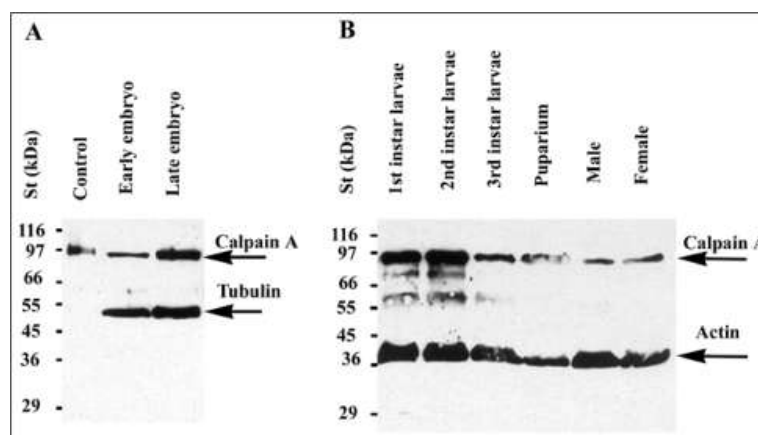 A
St (kDa)
Control
Early embryo
Late embryo
116
97
66
55
45
36
29
Calpain A
Tubulin
B
St (kDa)
1st instar larvae
2nd instar larvae
3rd instar larvae
Puparium
Male
Female
116
97
66
55
45
36
29
Calpain A
Actin